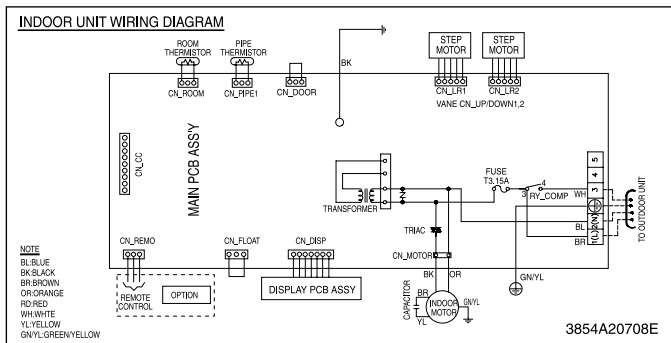 INDOOR UNIT WIRING DIAGRAM
ROOM
THERMISTOR
PIPE
THERMISTOR
CN_ROOM
CN_PIPE1
CN_DOOR
BK
STEP
MOTOR
STEP
MOTOR
CN_LR1
CN_LR2
VANE CN_UP/DOWN1,2
CN_CC
MAIN PCB ASS'Y
TRANSFORMER
FUSE
T3.15A
3
4
RY_COMP
WH
BL
BR
5
4
3
2(N)
1(L)
TO OUTDOOR UNIT
TRIAC
CN_MOTOR
BK
OR
CAPACITOR
BR
YL
INDOOR
MOTOR
GN/YL
GN/YL
CN_REMO
CN_FLOAT
CN_DISP
REMOTE
CONTROL
OPTION
DISPLAY PCB ASSY
NOTE
BL:BLUE
BK:BLACK
BR:BROWN
OR:ORANGE
RD:RED
WH:WHTE
YL:YELLOW
GN/YL:GREEN/YELLOW
3854A20708E